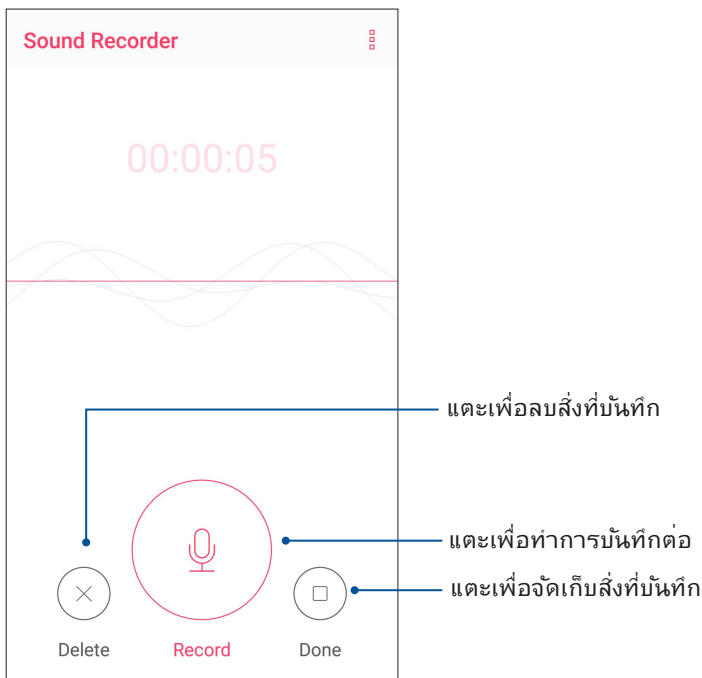 Sound Recorder
00:00:05
แตะเพื่อลบสิ่งที่บันทึก
แตะเพื่อทำการบันทึกต่อ
แตะเพื่อจัดเก็บสิ่งที่บันทึก
Delete
Record
Done